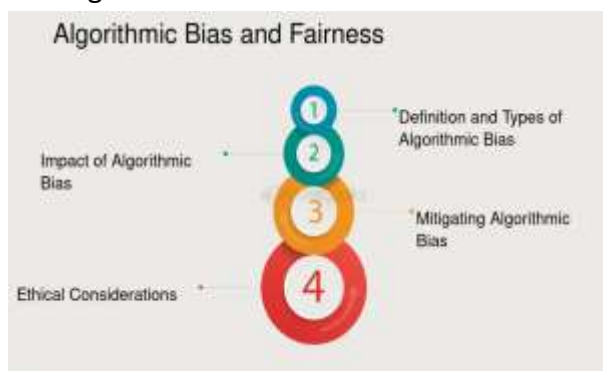 Algorithmic Bias and Fairness
1
Definition and Types of
Algorithmic Bias
2
Impact of Algorithmic
Bias
3
Mitigating Algorithmic
Bias
4
Ethical Considerations